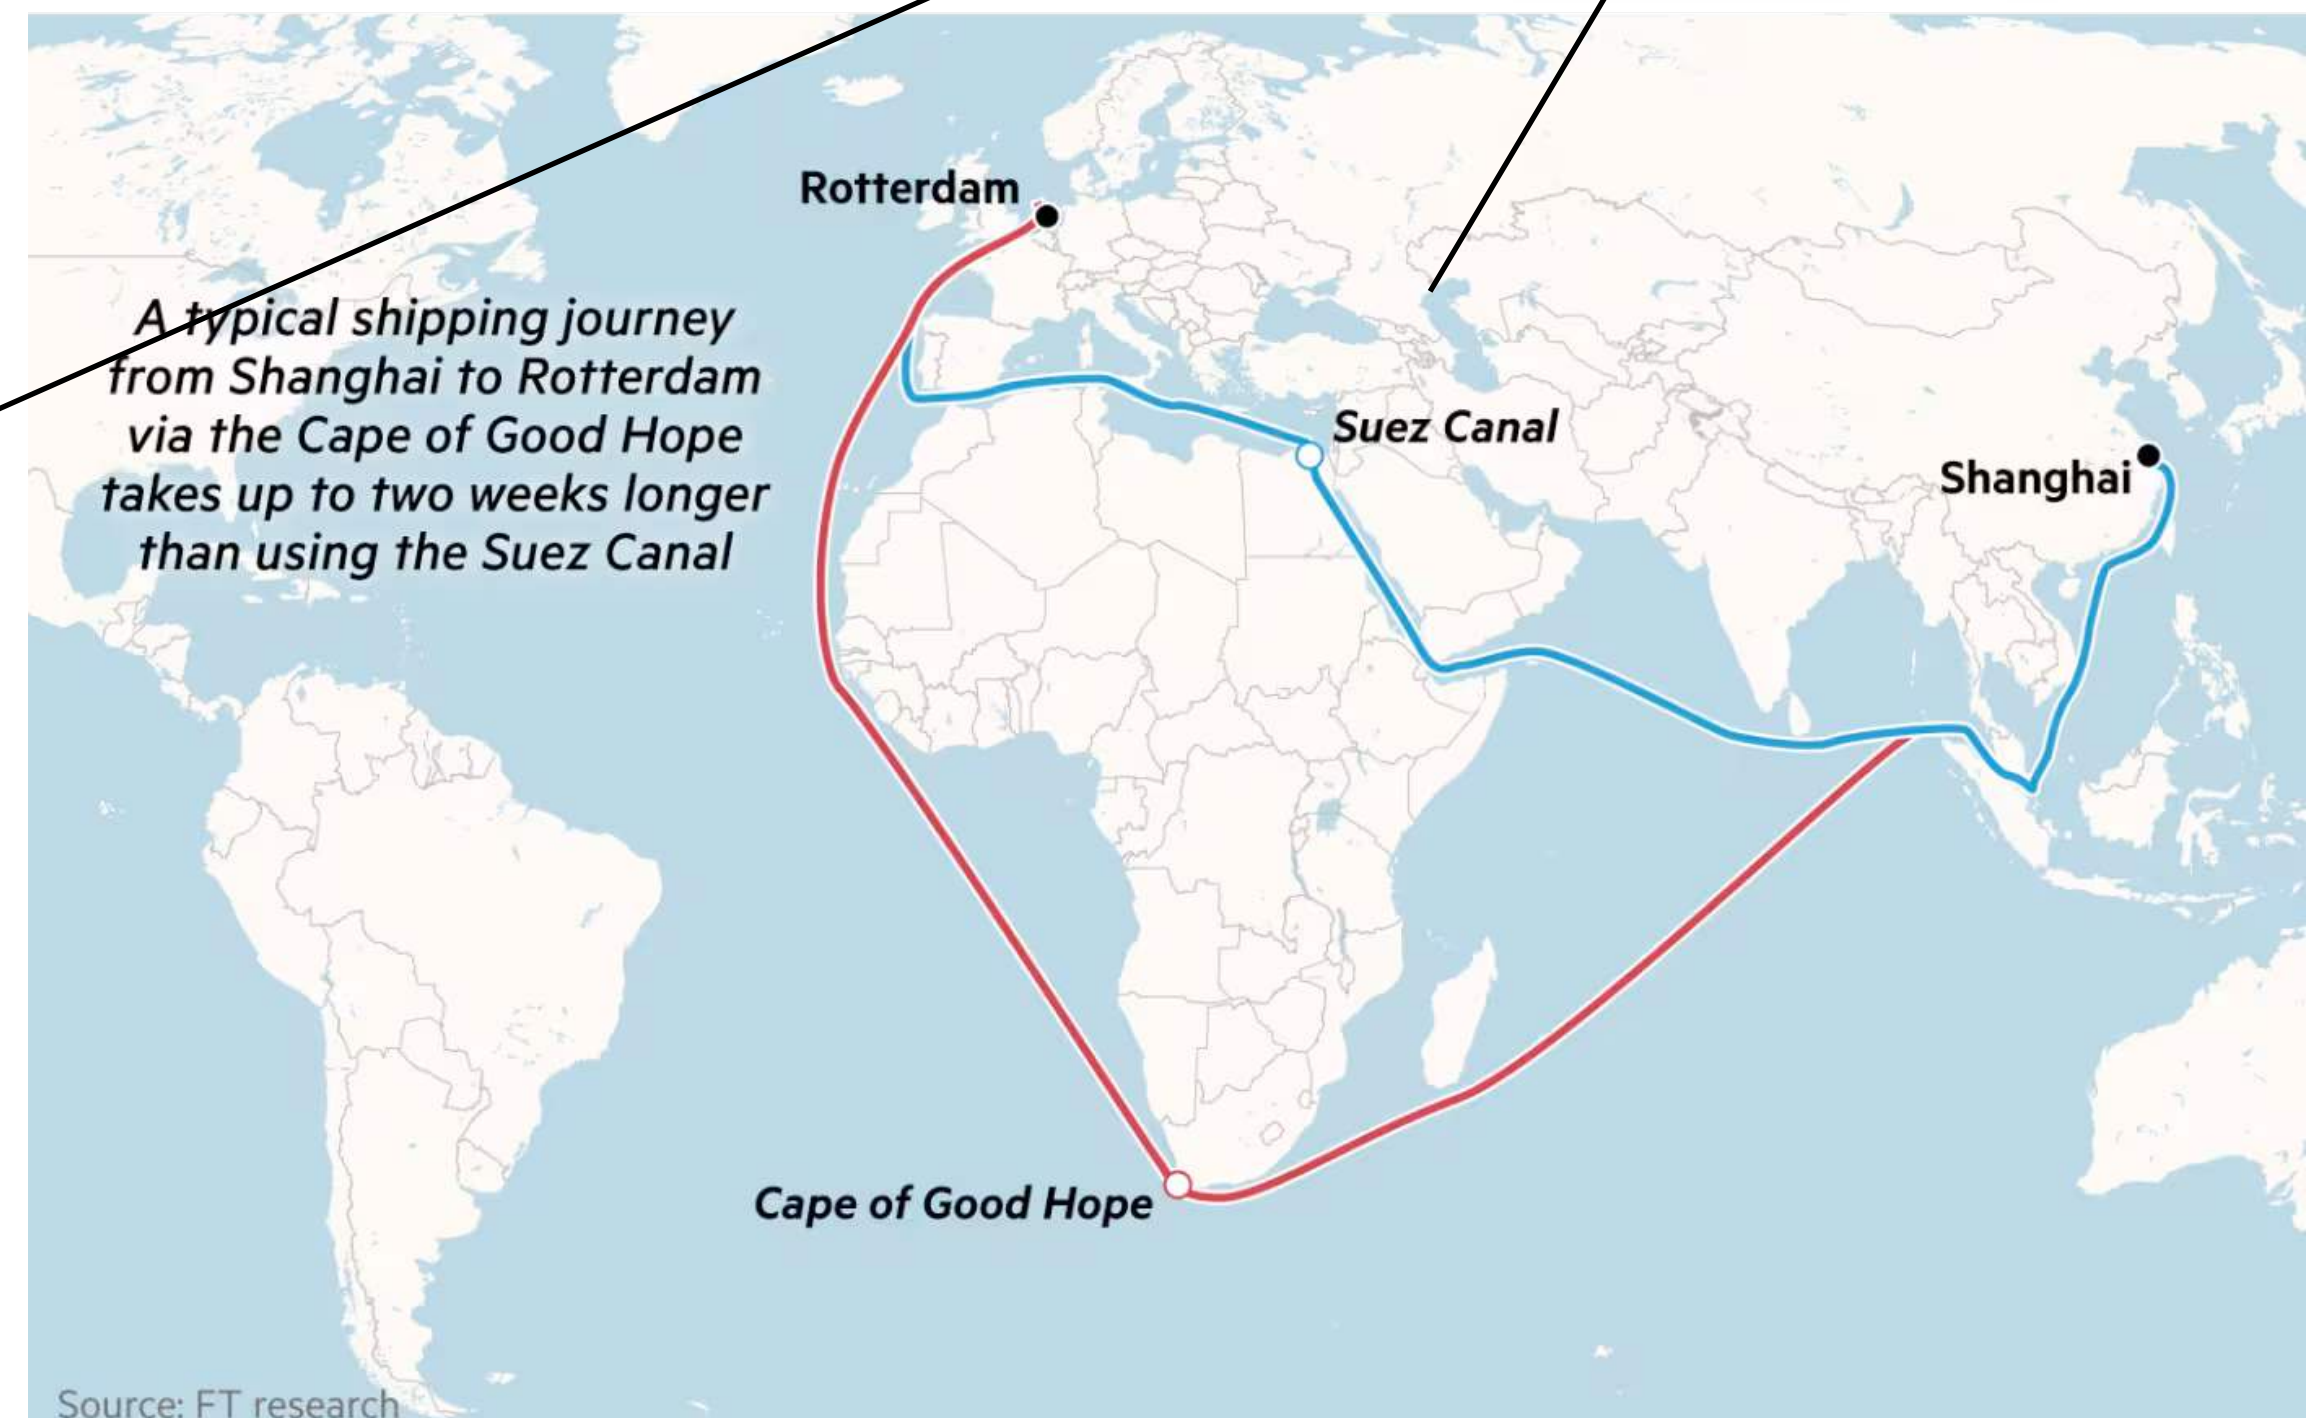 Rotterdam
A typical shipping journey
from Shanghai to Rotterdam
via the Cape of Good Hope
takes up to two weeks longer
than using the Suez Canal
Suez Canal
Shanghai
Cape of Good Hope
Source: FT research